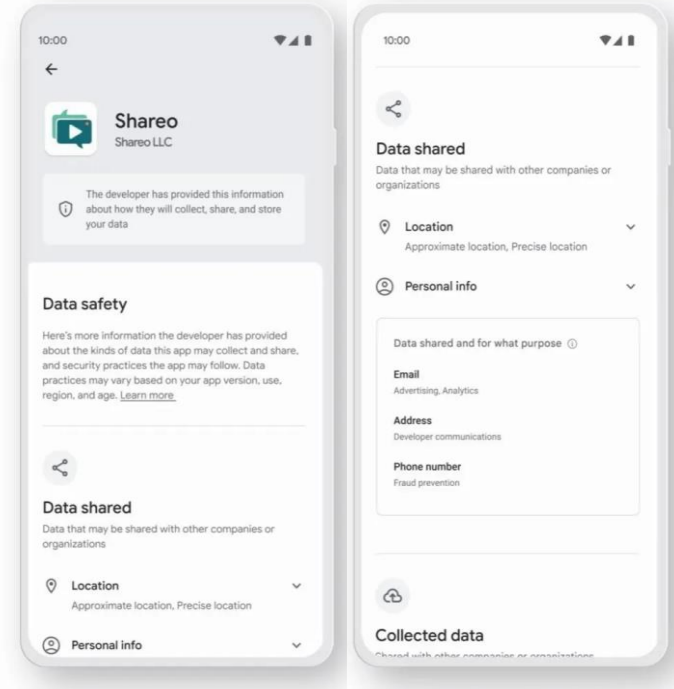 10:00
Shareo
Shareo LLC
The developer has provided this information
about how they will collect, share, and store
your data
Data safety
Here's more information the developer has provided
about the kinds of data this app may collect and share,
and security practices the app may follow. Data
practices may vary based on your app version, use,
region, and age. Learn more
Data shared
Data that may be shared with other companies or
organizations
Location
Approximate location, Precise location
Personal info
10:00
Data shared
Data that may be shared with other companies or
organizations
Location
Approximate location, Precise location
Personal info
Data shared and for what purpose
Email
Advertising, Analytics
Address
Developer communications
Phone number
Fraud prevention
Collected data
Shared with other companies or organizations